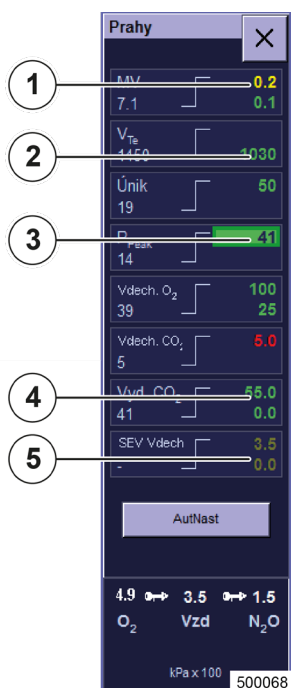 Prahy
1
MV 0.2
7.1 0.1
2
VTe
1450 1030
Únik 50
19
3
PPeak 41
14
Vdech. O2 100
39 25
Vdech. CO2 5.0
5
4
Vyd. CO2 55.0
41 0.0
5
SEV Vdech 3.5
- 0.0
AutNast
4.9 3.5 1.5
O2 Vzd N2O
kPa x 100
500068